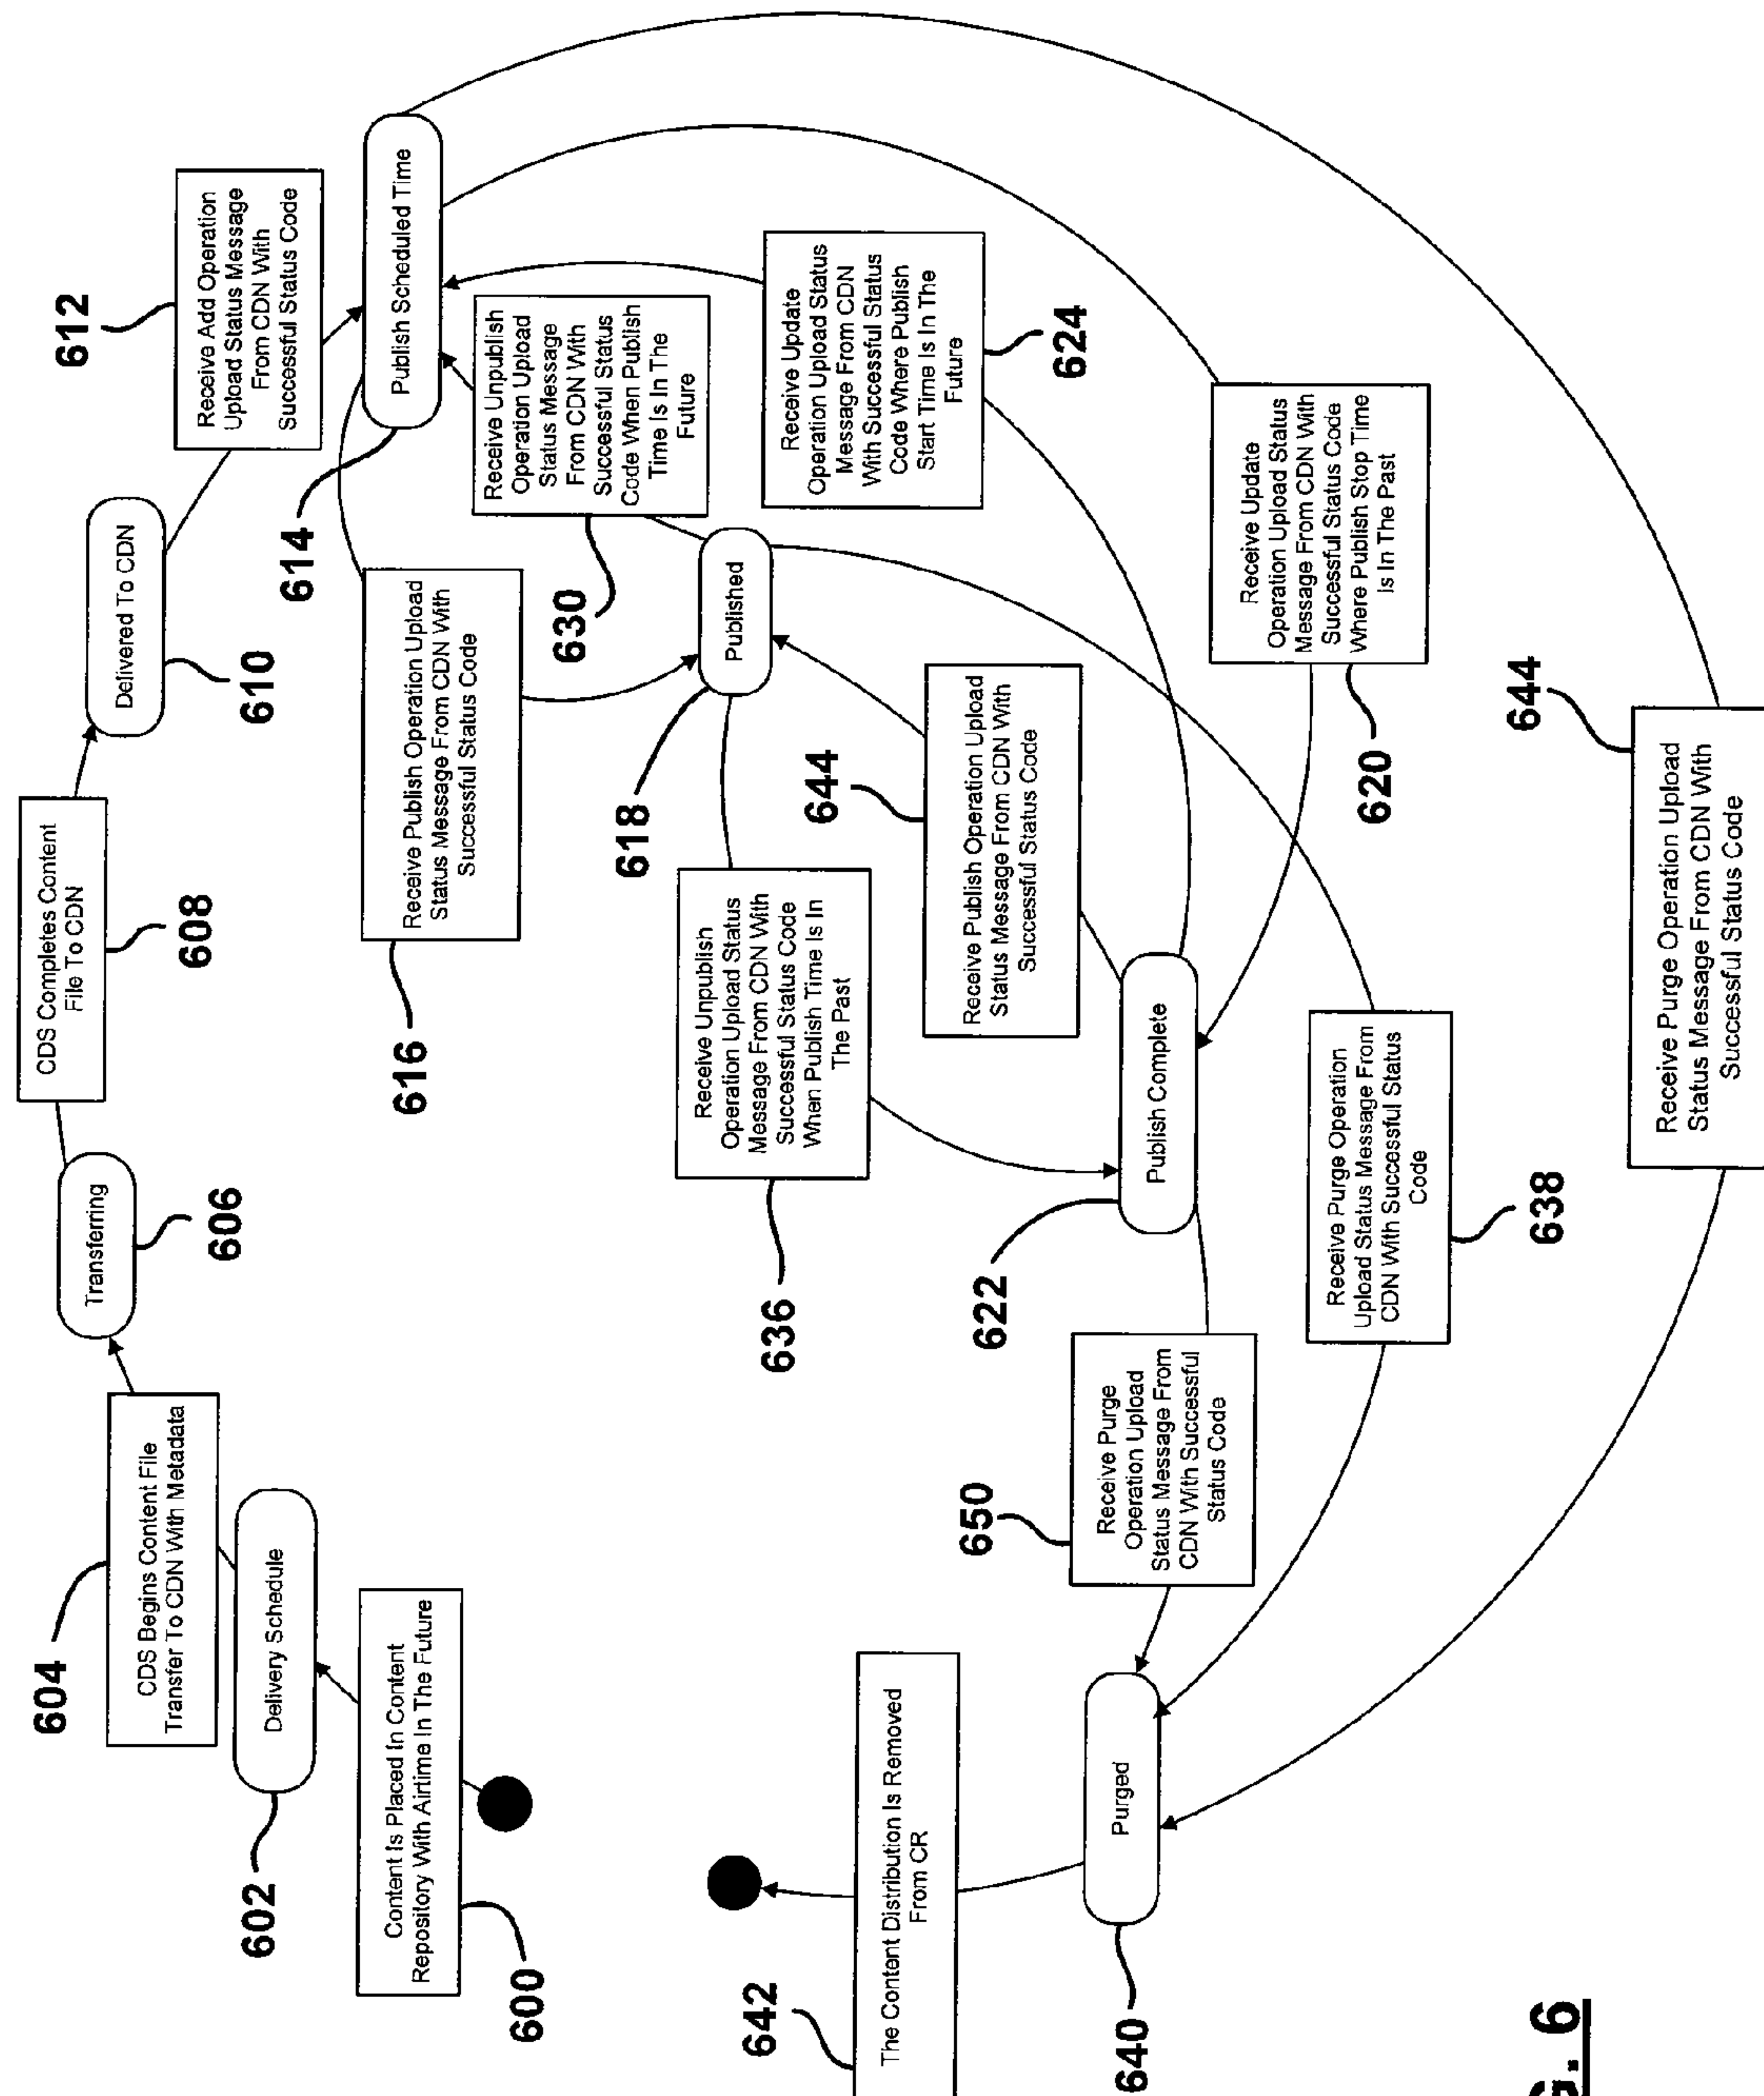 600
Content Is Placed In Content
Repository With Airtime In The Future
602
Delivery Schedule
604
CDS Begins Content File
Transfer To CDN With Metadata
606
Transferring
608
CDS Completes Content
File To CDN
610
Delivered To CDN
612
Receive Add Operation
Upload Status Message
From CDN With
Successful Status Code
614
Publish Scheduled Time
616
Receive Publish Operation Upload
Status Message From CDN With
Successful Status Code
630
Receive Unpublish
Operation Upload
Status Message
From CDN With
Successful Status
Code When Publish
Time Is In The
Future
618
Published
624
Receive Update
Operation Upload Status
Message From CDN
With Successful Status
Code Where Publish
Start Time Is In The
Future
636
Receive Unpublish
Operation Upload Status
Message From CDN With
Successful Status Code
When Publish Time Is In
The Past
644
Receive Publish Operation Upload
Status Message From CDN With
Successful Status Code
622
Publish Complete
620
Receive Update
Operation Upload Status
Message From CDN With
Successful Status Code
Where Publish Stop Time
Is In The Past
650
Receive Purge
Operation Upload
Status Message From
CDN With Successful
Status Code
638
Receive Purge Operation
Upload Status Message From
CDN With Successful Status
Code
644
Receive Purge Operation Upload
Status Message From CDN With
Successful Status Code
640
Purged
642
The Content Distribution Is Removed
From CR
G. 6